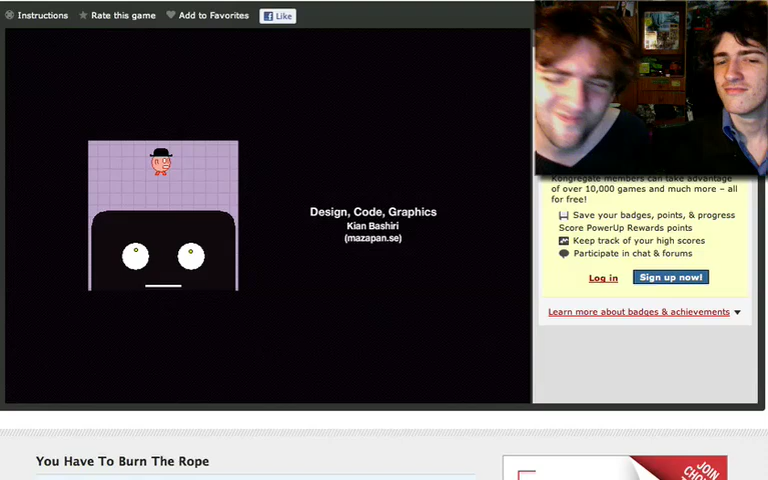 Instructions Rate this game Add to Favorites Like
Design, Code, Graphics
Kian Bashiri
(mazapan.se)
Kongregate members can take advantage
of over 10,000 games and much more – all
for free!
Save your badges, points, & progress
Score PowerUp Rewards points
Keep track of your high scores
Participate in chat & forums
Log in Sign up now!
Learn more about badges & achievements
You Have To Burn The Rope
JOIN